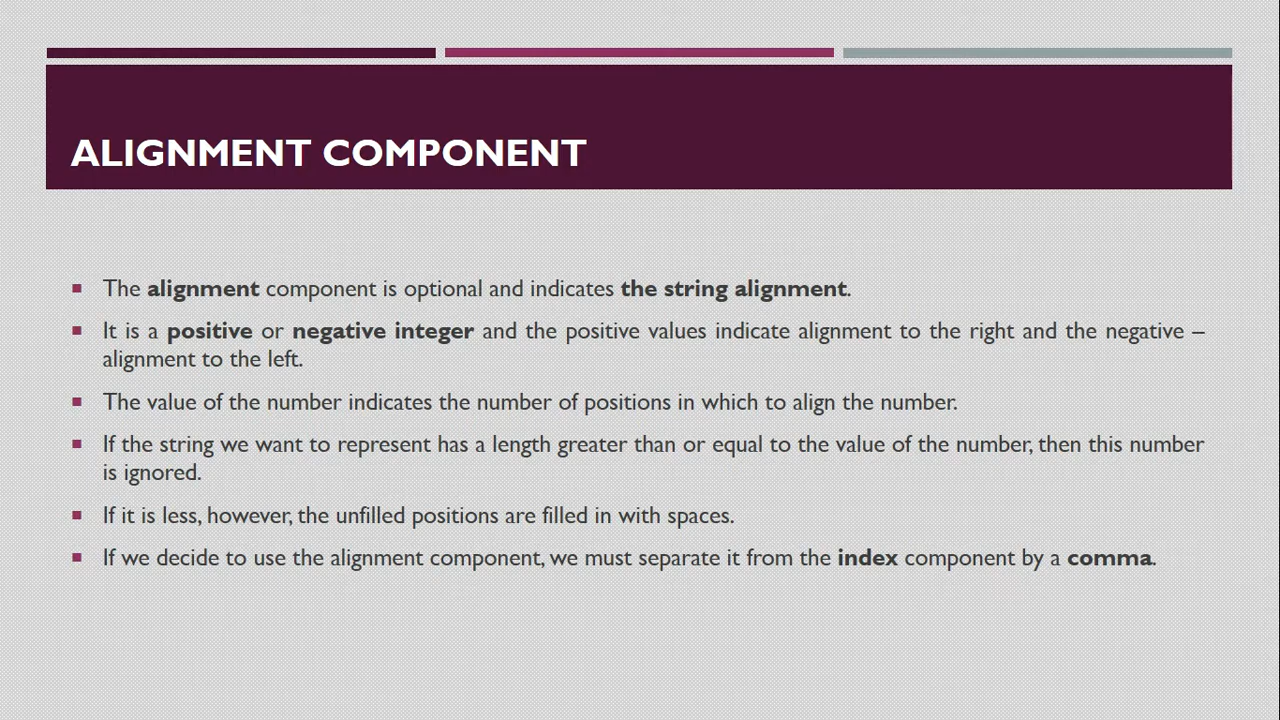 ALIGNMENT COMPONENT
The alignment component is optional and indicates the string alignment.
It is a positive or negative integer and the positive values indicate alignment to the right and the negative –
alignment to the left.
The value of the number indicates the number of positions in which to align the number.
If the string we want to represent has a length greater than or equal to the value of the number, then this number
is ignored.
If it is less, however, the unfilled positions are filled in with spaces.
If we decide to use the alignment component, we must separate it from the index component by a comma.